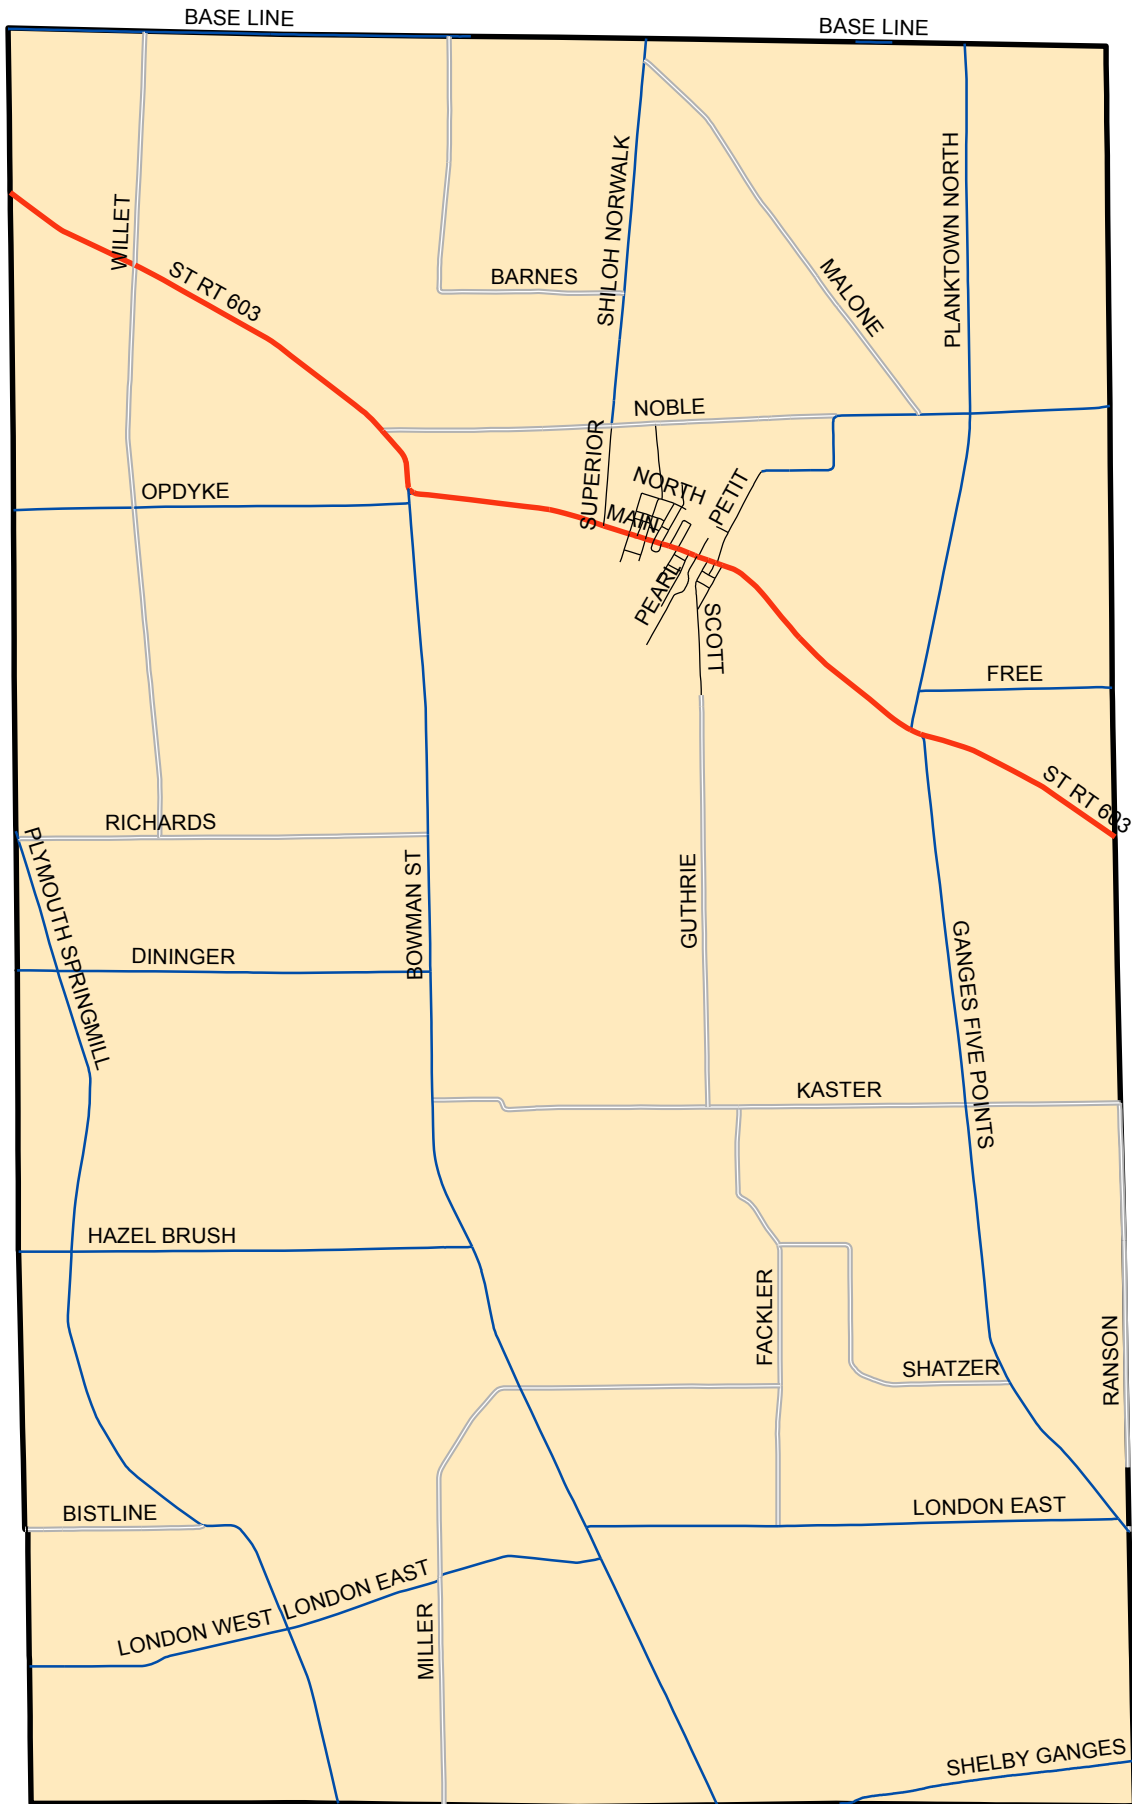 BASE LINE
BASE LINE
WILLET
ST RT 603
BARNES
SHILOH NORWALK
MALONE
PLANKTOWN NORTH
NOBLE
SUPERIOR
OPDYKE
NORTH
MAIN
PETIT
PEARL
SCOTT
FREE
ST RT 603
RICHARDS
PLYMOUTH SPRINGMILL
BOWMAN ST
GUTHRIE
DININGER
GANGES FIVE POINTS
KASTER
HAZEL BRUSH
FACKLER
SHATZER
RANSON
BISTLINE
LONDON EAST
LONDON WEST
LONDON EAST
MILLER
SHELBY GANGES